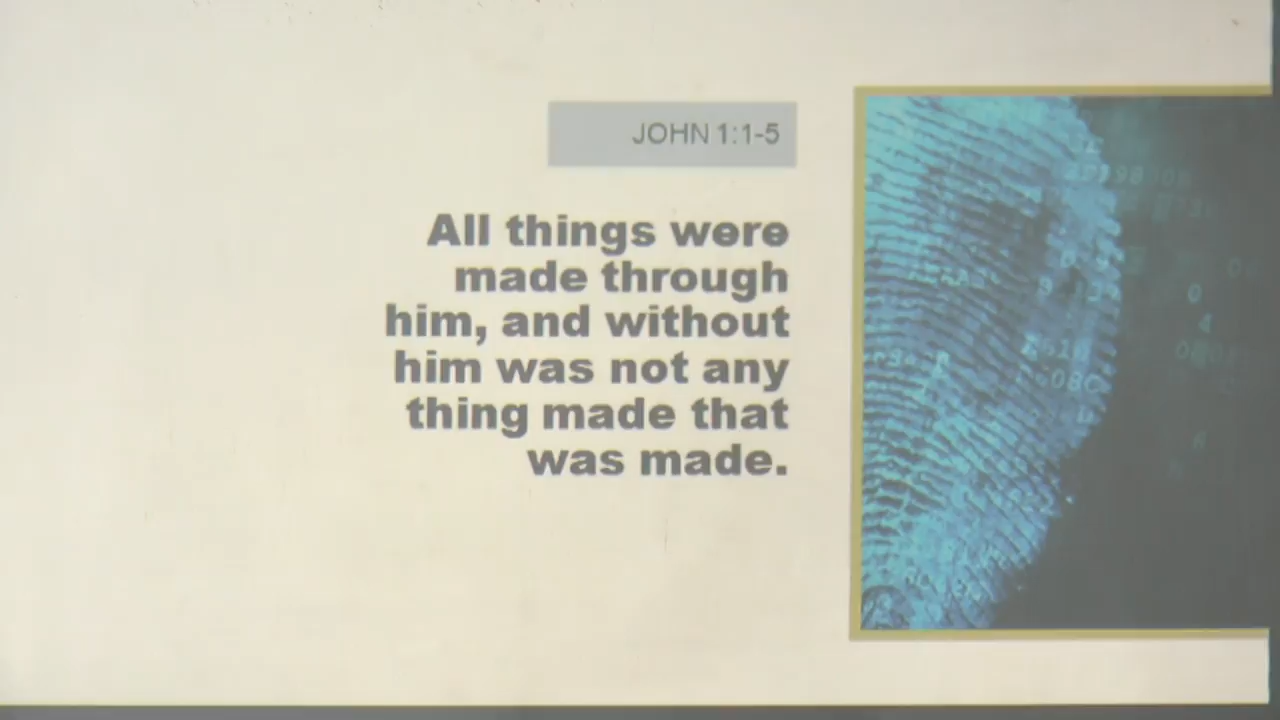 JOHN 1:1-5
All things were
made through
him, and without
him was not any
thing made that
was made.